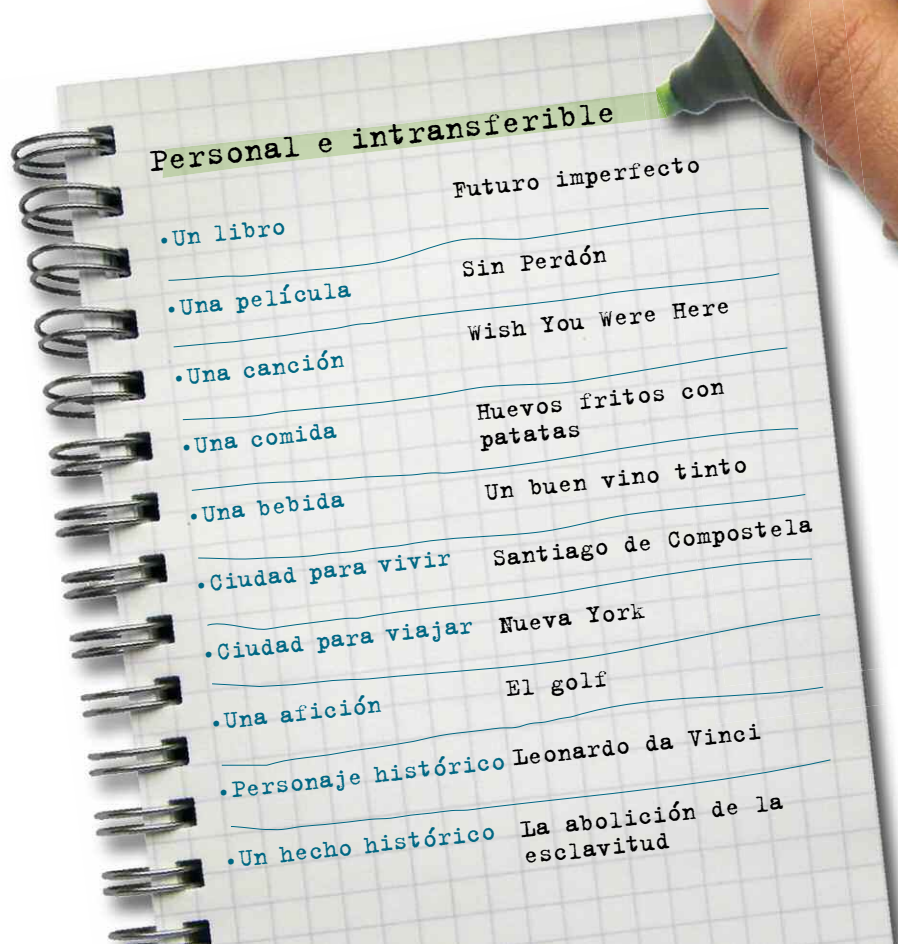 Personal e intransferible
•Un libro
Futuro imperfecto
•Una película
Sin Perdón
•Una canción
Wish You Were Here
•Una comida
Huevos fritos con
patatas
•Una bebida
Un buen vino tinto
•Ciudad para vivir
Santiago de Compostela
•Ciudad para viajar
Nueva York
•Una afición
El golf
•Personaje histórico
Leonardo da Vinci
•Un hecho histórico
La abolición de la
esclavitud